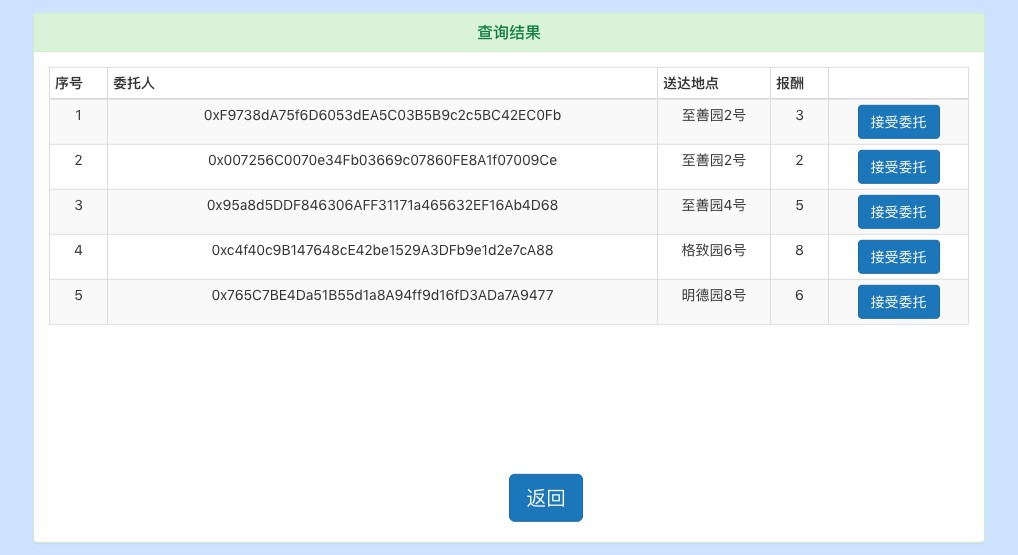 查询结果
序号 委托人 送达地点 报酬
1 0xF9738dA75f6D6053dEA5C03B5B9c2c5BC42EC0Fb 至善园2号 3 接受委托
2 0x007256C0070e34Fb03669c07860FE8A1f07009Ce 至善园2号 2 接受委托
3 0x95a8d5DDF846306AFF31171a465632EF16Ab4D68 至善园4号 5 接受委托
4 0xc4f40c9B147648cE42be1529A3DFb9e1d2e7cA88 格致园6号 8 接受委托
5 0x765C7BE4Da51B55d1a8A94ff9d16fD3ADa7A9477 明德园8号 6 接受委托
返回